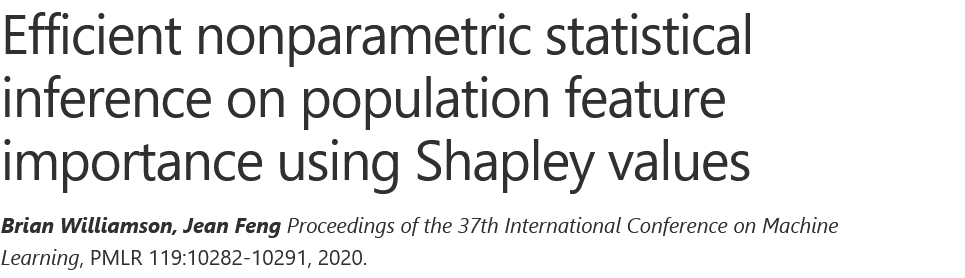 Efficient nonparametric statistical
inference on population feature
importance using Shapley values
Brian Williamson, Jean Feng Proceedings of the 37th International Conference on Machine
Learning, PMLR 119:10282-10291, 2020.